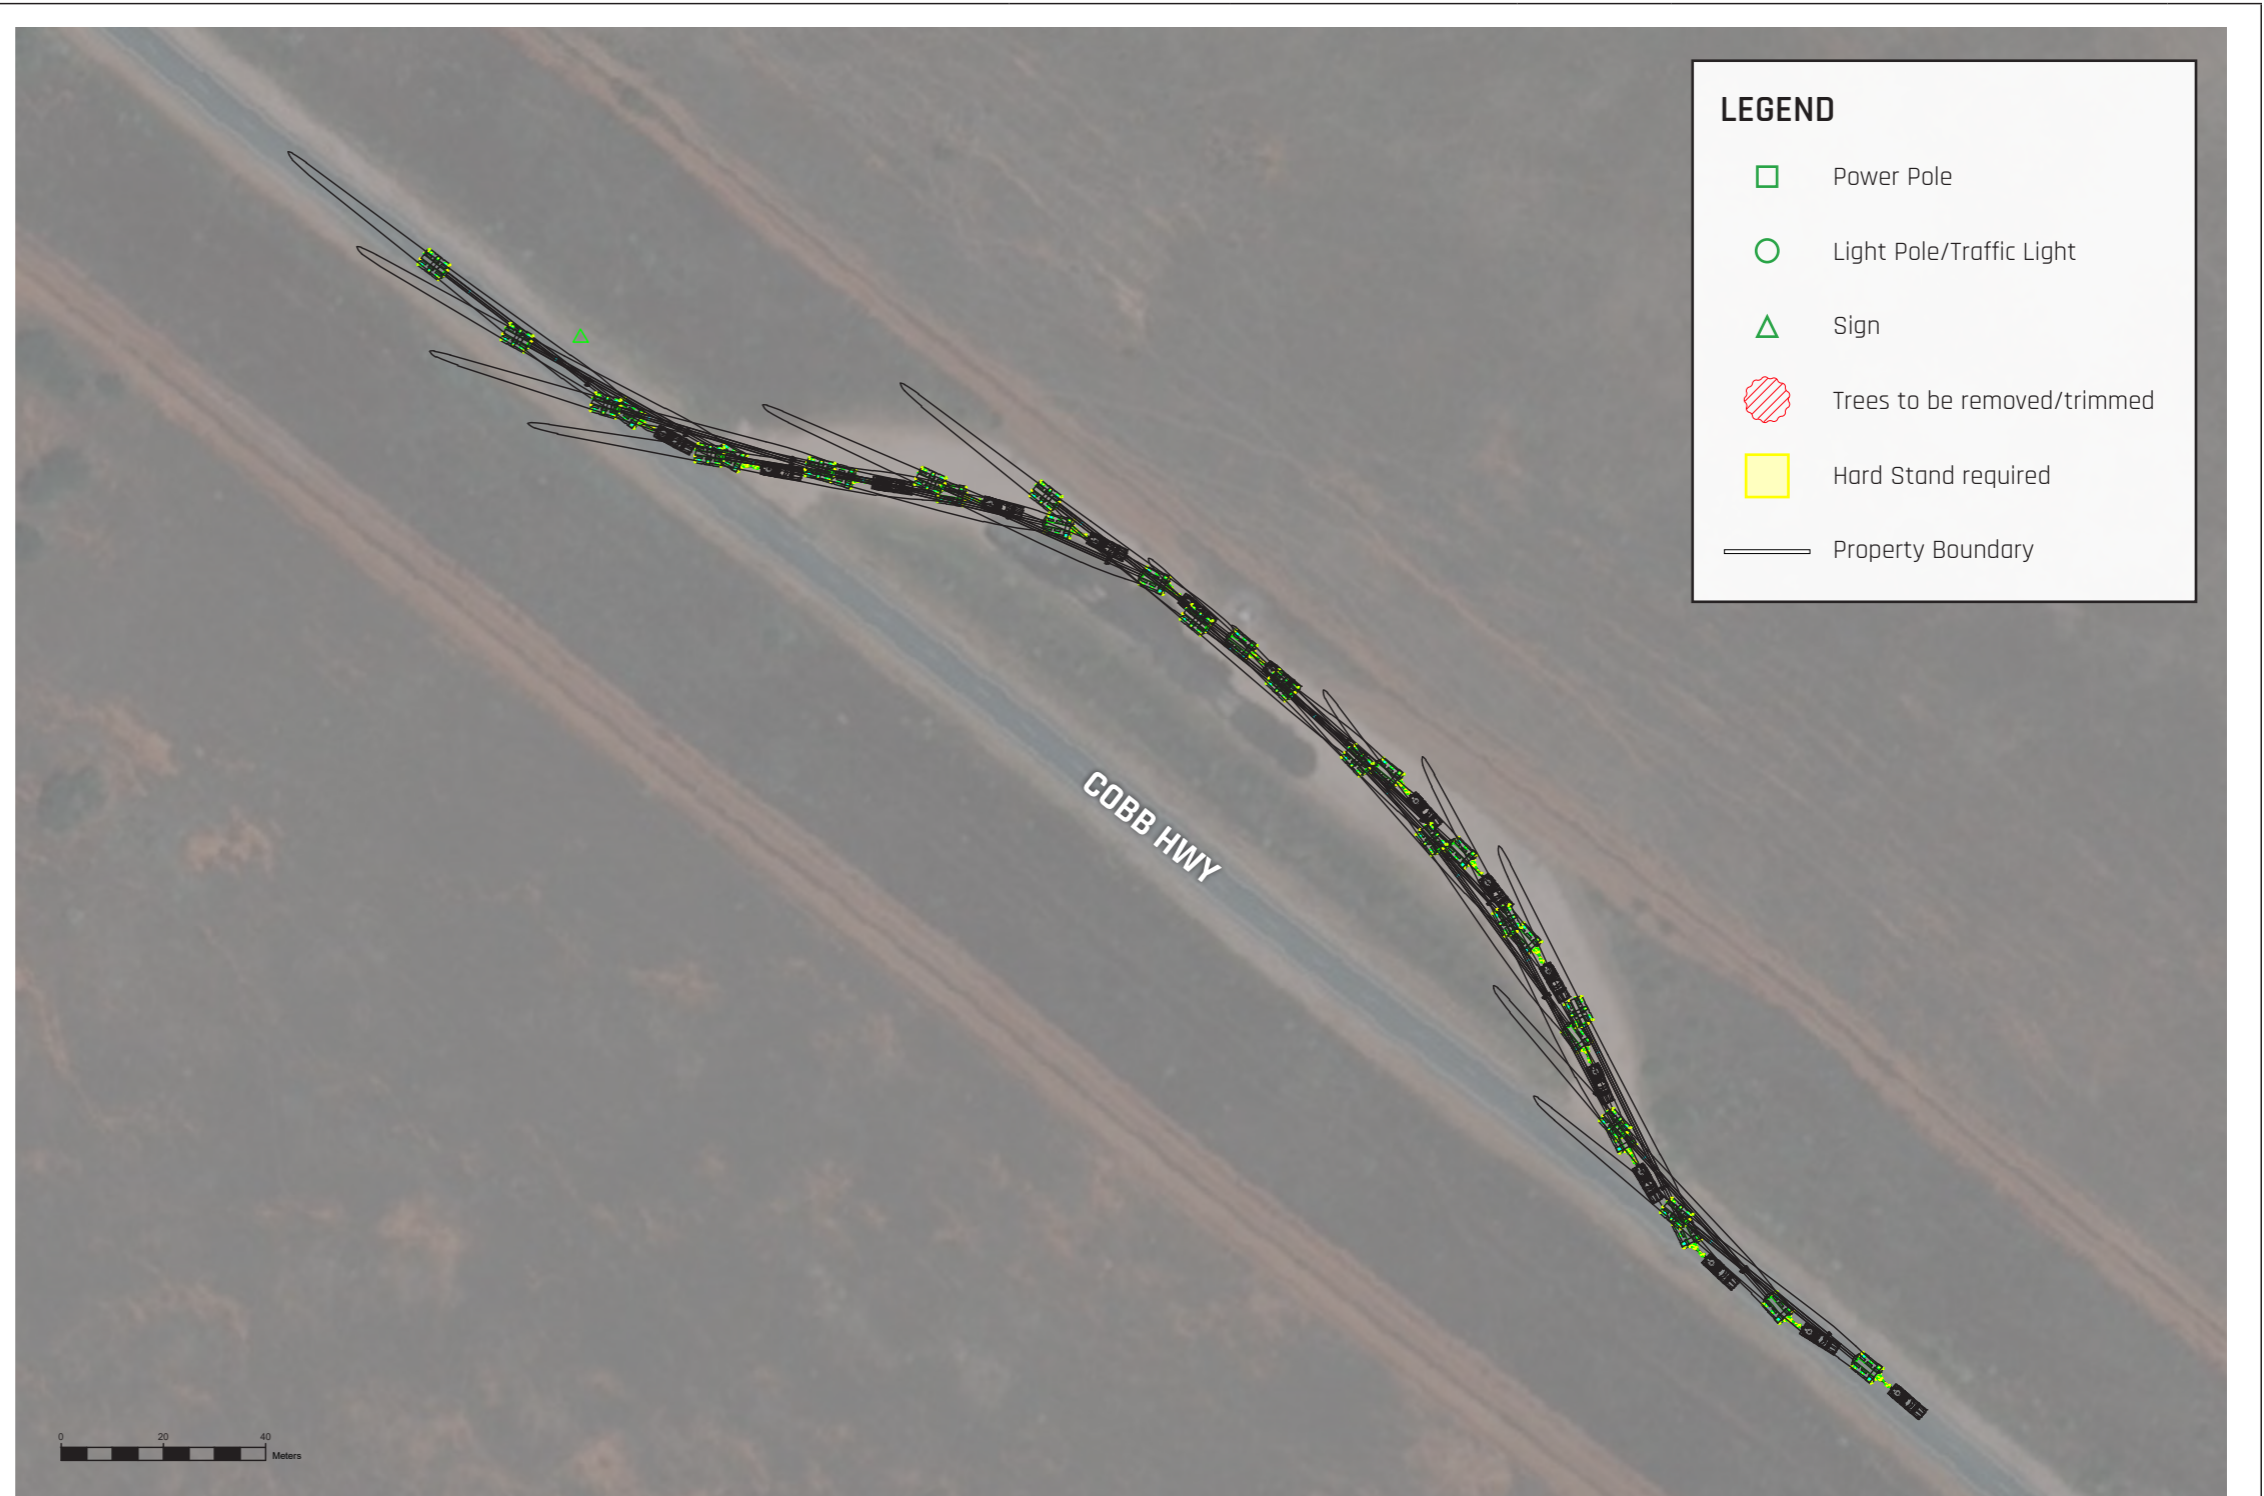 LEGEND
Power Pole
Light Pole/Traffic Light
Sign
Trees to be removed/trimmed
Hard Stand required
Property Boundary
COBB HWY
0 20 40
Meters